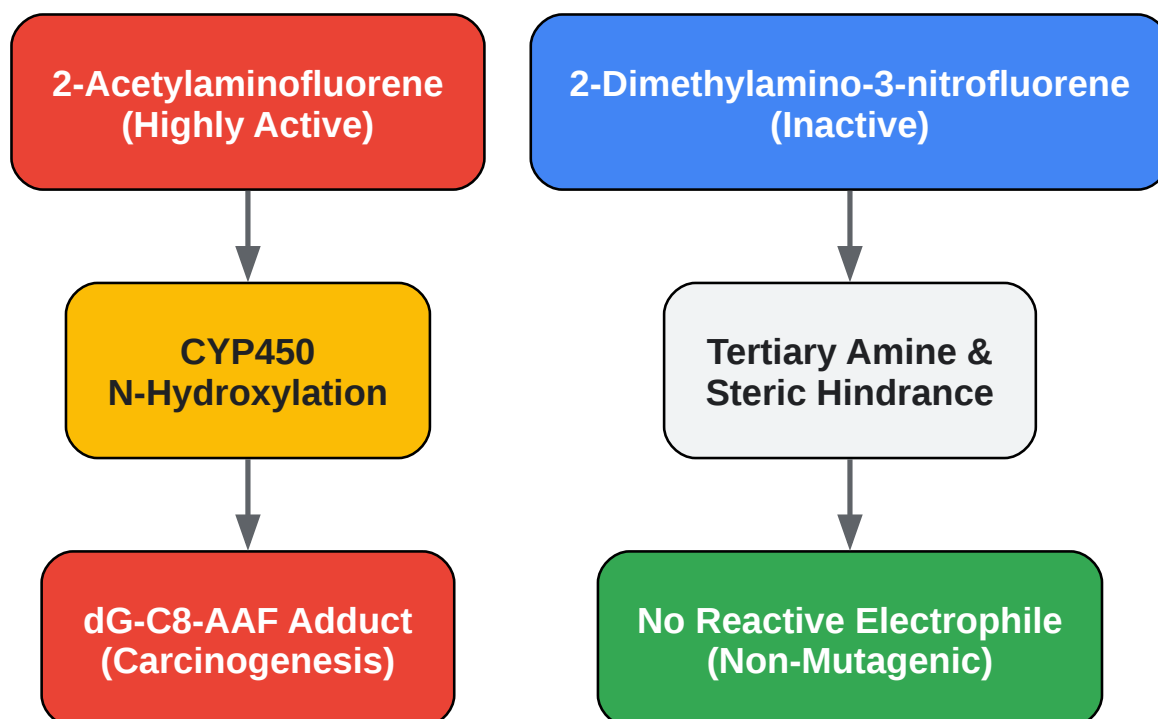 2-Acetylaminofluorene
(Highly Active)
2-Dimethylamino-3-nitrofluorene
(Inactive)
CYP450
N-Hydroxylation
Tertiary Amine &
Steric Hindrance
dG-C8-AAF Adduct
(Carcinogenesis)
No Reactive Electrophile
(Non-Mutagenic)